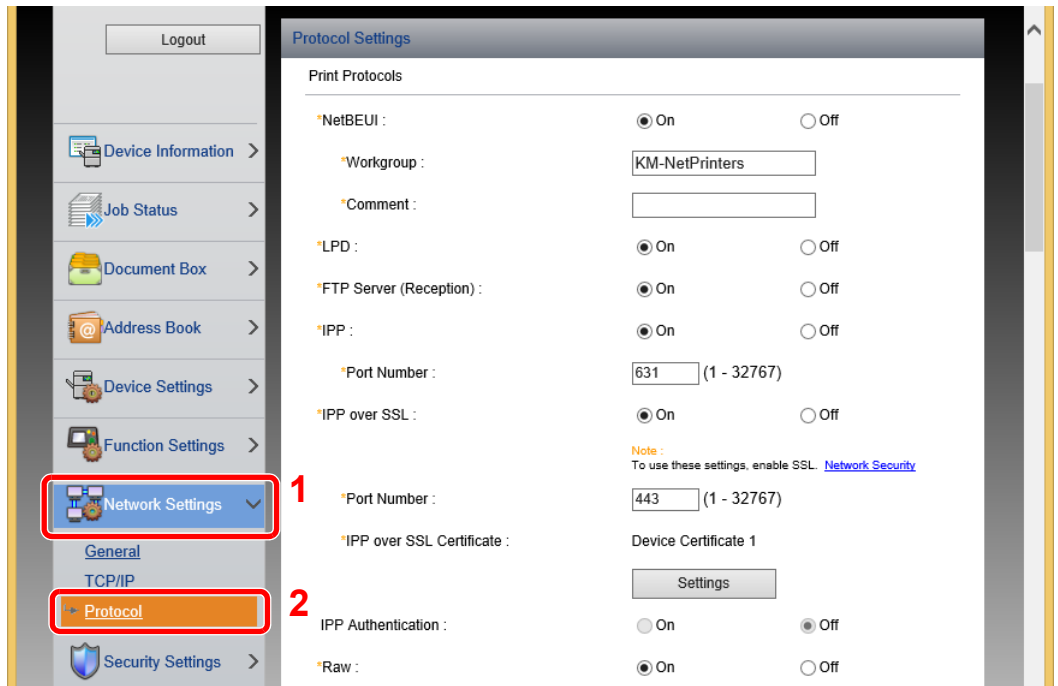 Logout
Device Information
Job Status
Document Box
Address Book
Device Settings
Function Settings
Network Settings
1
General
TCP/IP
Protocol
2
Security Settings
Protocol Settings
Print Protocols
*NetBEUI : On Off
*Workgroup : KM-NetPrinters
*Comment :
*LPD : On Off
*FTP Server (Reception) : On Off
*IPP : On Off
*Port Number : 631 (1 - 32767)
*IPP over SSL : On Off
Note :
To use these settings, enable SSL. Network Security
*Port Number : 443 (1 - 32767)
*IPP over SSL Certificate : Device Certificate 1
Settings
IPP Authentication : On Off
*Raw : On Off